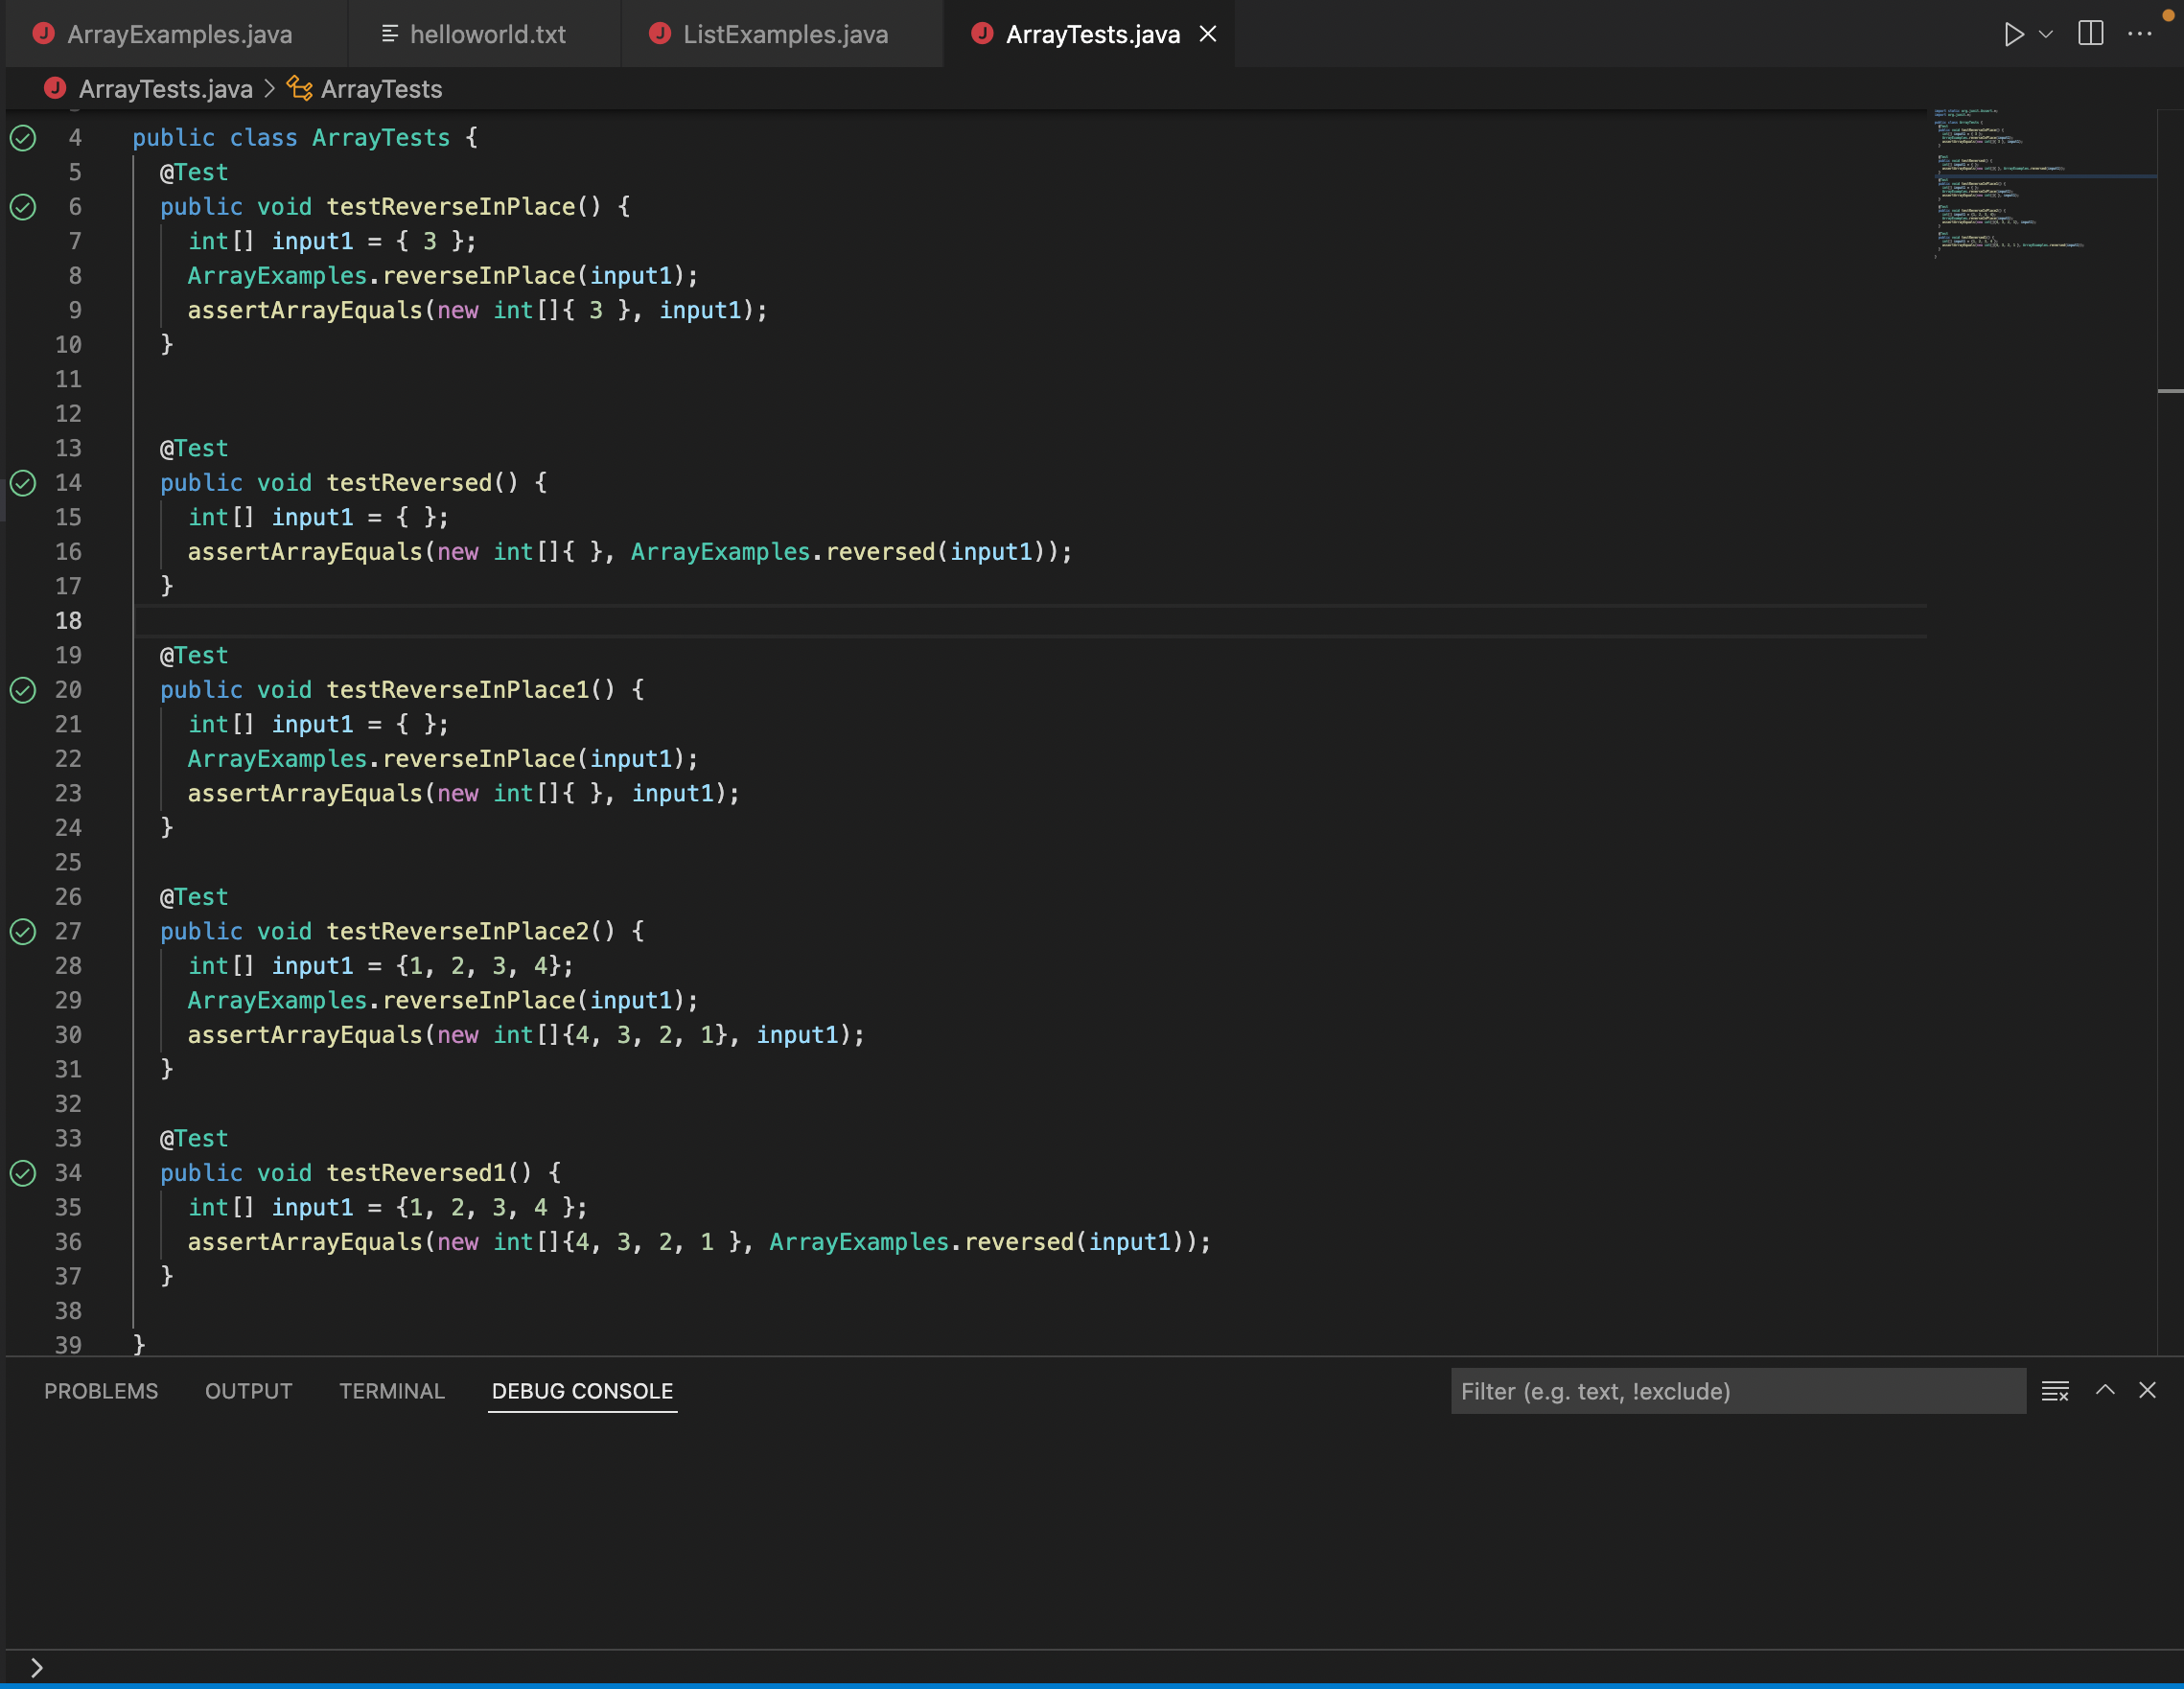 ArrayExamples.java helloworld.txt ListExamples.java ArrayTests.java
ArrayTests.java > ArrayTests
4 public class ArrayTests {
5 @Test
6 public void testReverseInPlace() {
7 int[] input1 = { 3 };
8 ArrayExamples.reverseInPlace(input1);
9 assertArrayEquals(new int[]{ 3 }, input1);
10 }
11
12
13 @Test
14 public void testReversed() {
15 int[] input1 = { };
16 assertArrayEquals(new int[]{ }, ArrayExamples.reversed(input1));
17 }
18
19 @Test
20 public void testReverseInPlace1() {
21 int[] input1 = { };
22 ArrayExamples.reverseInPlace(input1);
23 assertArrayEquals(new int[]{ }, input1);
24 }
25
26 @Test
27 public void testReverseInPlace2() {
28 int[] input1 = {1, 2, 3, 4};
29 ArrayExamples.reverseInPlace(input1);
30 assertArrayEquals(new int[]{4, 3, 2, 1}, input1);
31 }
32
33 @Test
34 public void testReversed1() {
35 int[] input1 = {1, 2, 3, 4 };
36 assertArrayEquals(new int[]{4, 3, 2, 1 }, ArrayExamples.reversed(input1));
37 }
38
39 }
PROBLEMS OUTPUT TERMINAL DEBUG CONSOLE Filter (e.g. text, !exclude)